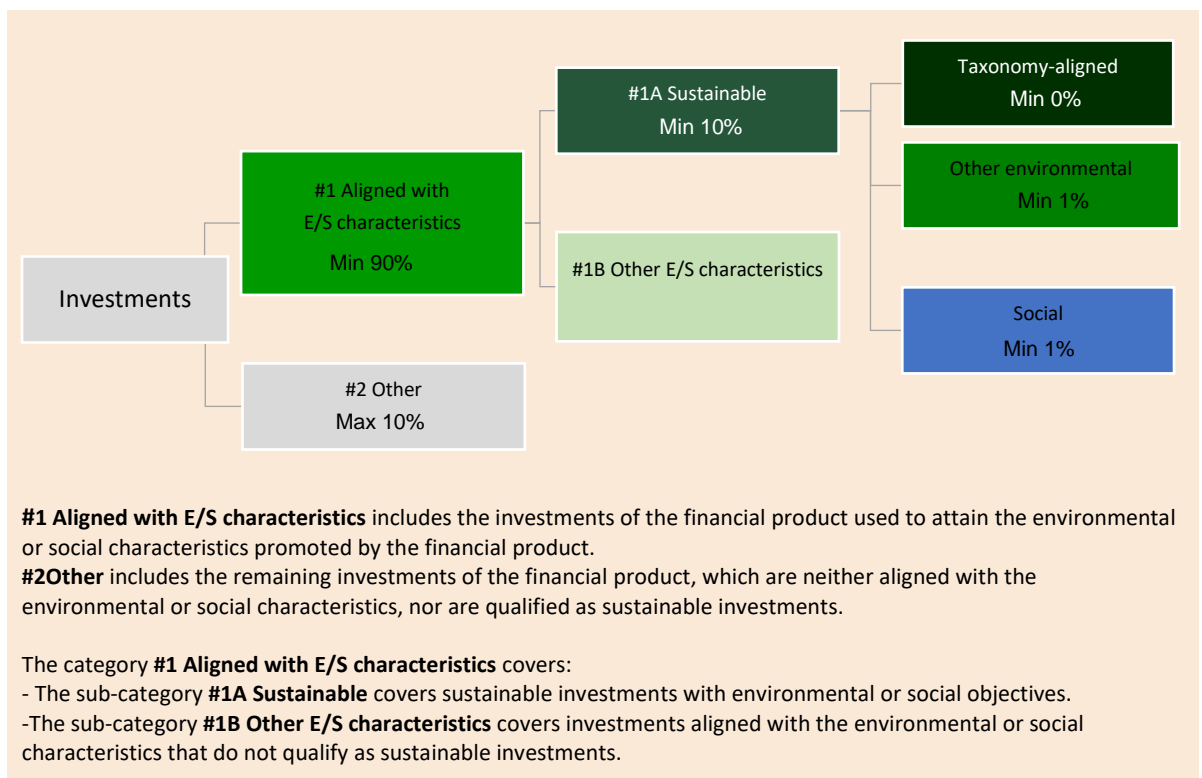 Investments
#1 Aligned with
E/S characteristics
Min 90%
#2 Other
Max 10%
#1A Sustainable
Min 10%
#1B Other E/S characteristics
Taxonomy-aligned
Min 0%
Other environmental
Min 1%
Social
Min 1%
#1 Aligned with E/S characteristics includes the investments of the financial product used to attain the environmental
or social characteristics promoted by the financial product.
#2Other includes the remaining investments of the financial product, which are neither aligned with the
environmental or social characteristics, nor are qualified as sustainable investments.
The category #1 Aligned with E/S characteristics covers:
- The sub-category #1A Sustainable covers sustainable investments with environmental or social objectives.
-The sub-category #1B Other E/S characteristics covers investments aligned with the environmental or social
characteristics that do not qualify as sustainable investments.